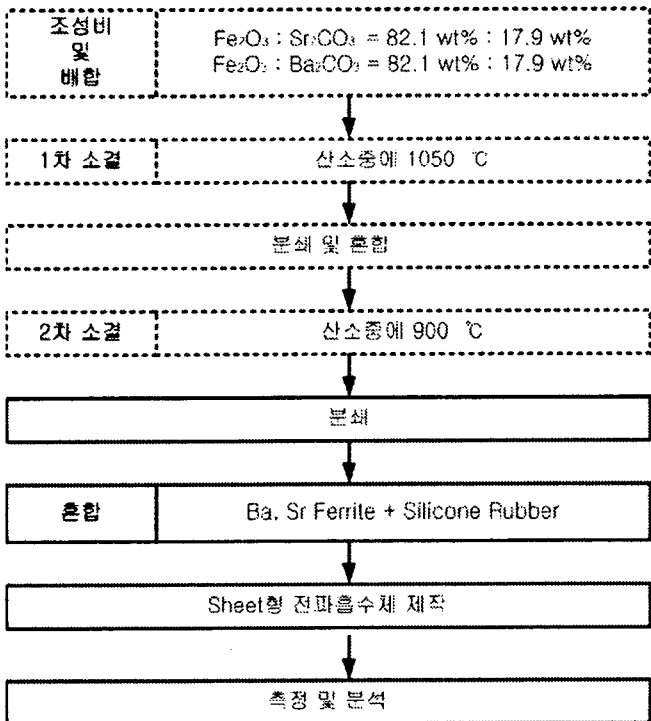 조성비
및
배합
Fe₂O₃ : Sr₂CO₃ = 82.1 wt% : 17.9 wt%
Fe₂O₃ : Ba₂CO₃ = 82.1 wt% : 17.9 wt%
1차 소결
산소중에 1050 ℃
분쇄 및 혼합
2차 소결
산소중에 900 ℃
분쇄
혼합
Ba, Sr Ferrite + Silicone Rubber
Sheet형 전파흡수체 제작
측정 및 분석